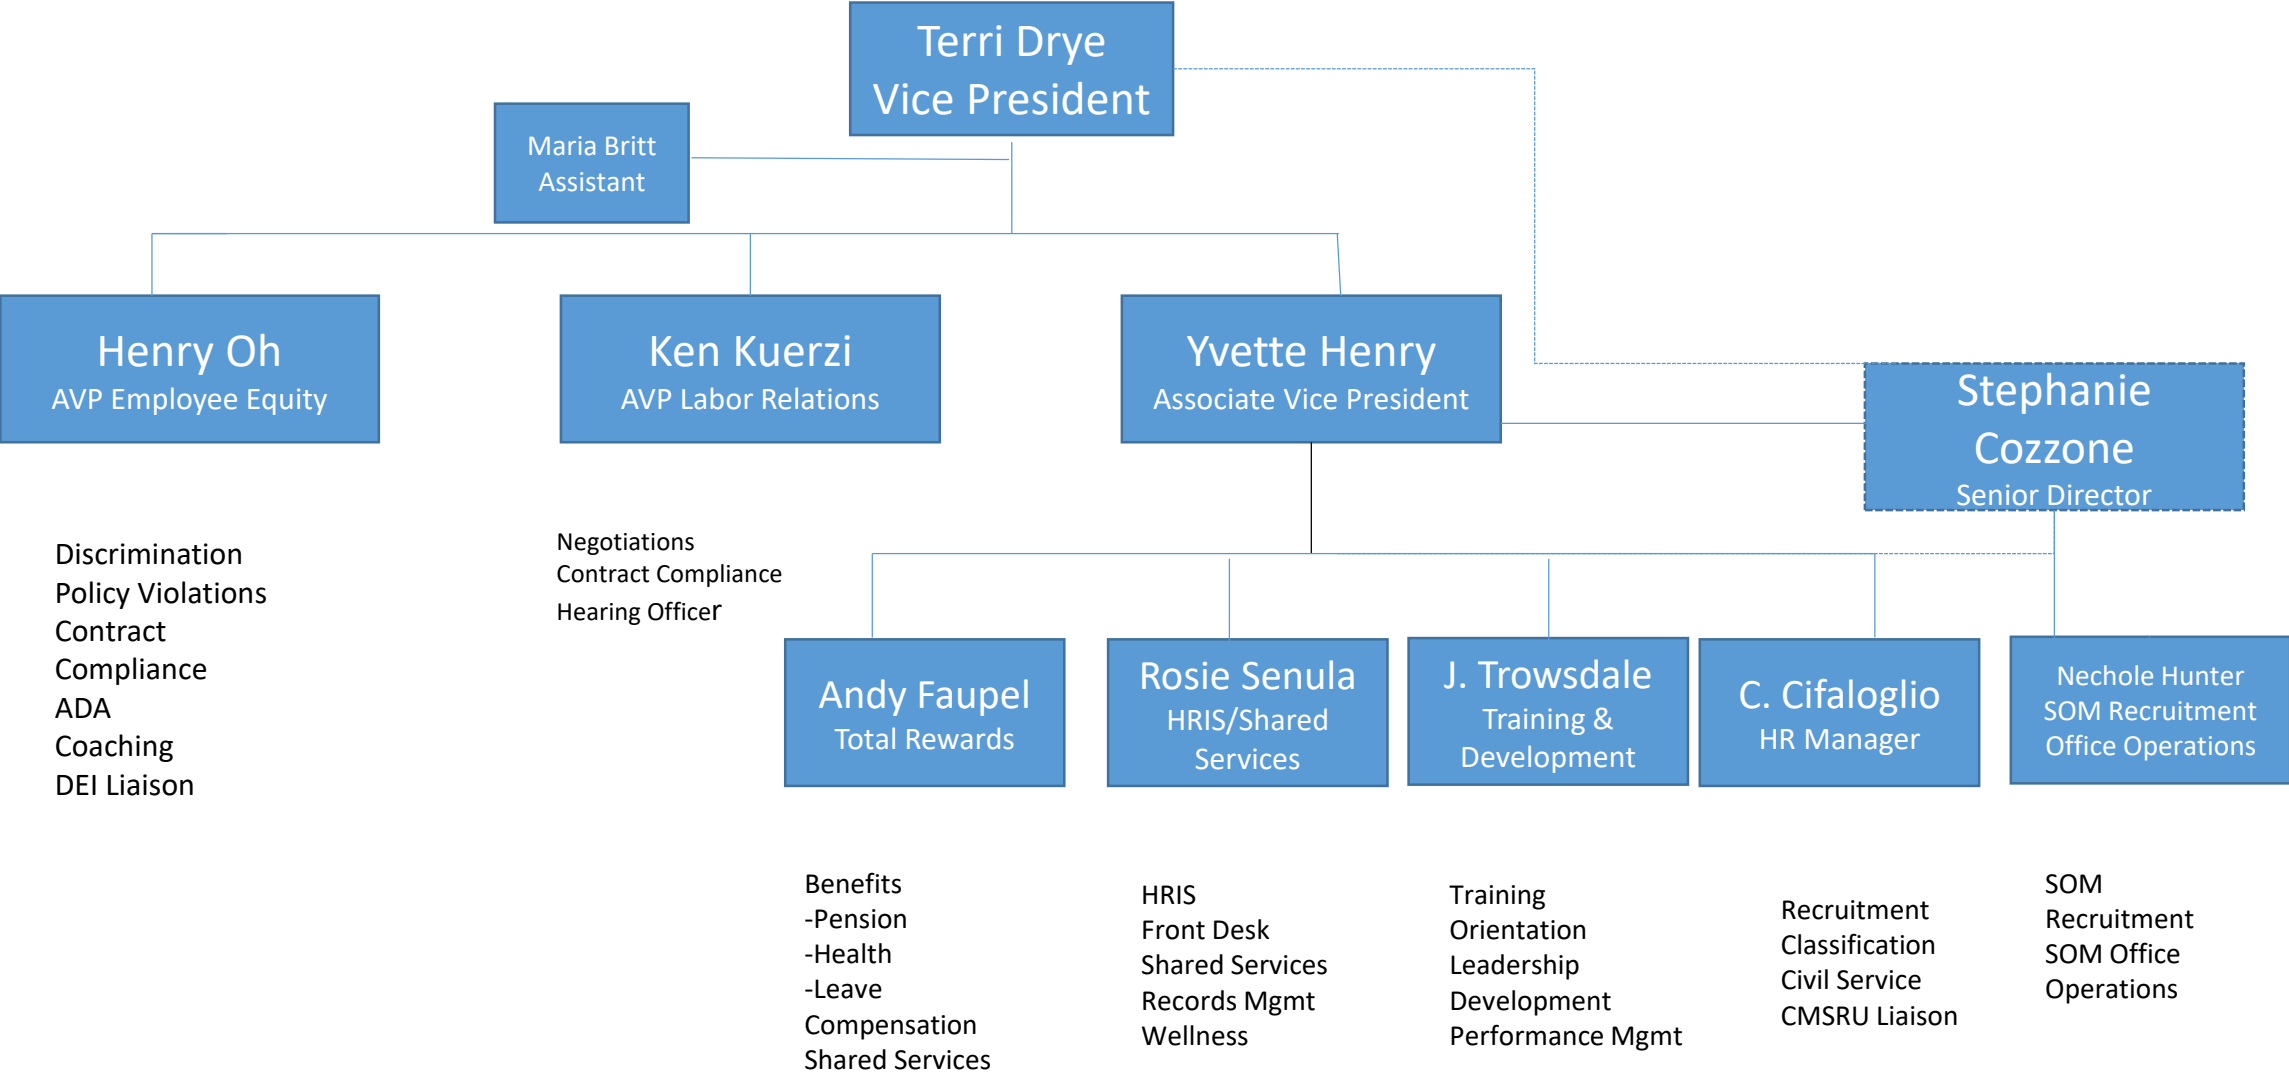 Terri Drye
Vice President
Maria Britt
Assistant
Henry Oh
AVP Employee Equity
Ken Kuerzi
AVP Labor Relations
Yvette Henry
Associate Vice President
Stephanie
Cozzone
Senior Director
Discrimination
Policy Violations
Contract
Compliance
ADA
Coaching
DEI Liaison
Negotiations
Contract Compliance
Hearing Officer
Andy Faupel
Total Rewards
Rosie Senula
HRIS/Shared
Services
J. Trowsdale
Training &
Development
C. Cifaloglio
HR Manager
Nechole Hunter
SOM Recruitment
Office Operations
Benefits
-Pension
-Health
-Leave
Compensation
Shared Services
HRIS
Front Desk
Shared Services
Records Mgmt
Wellness
Training
Orientation
Leadership
Development
Performance Mgmt
Recruitment
Classification
Civil Service
CMSRU Liaison
SOM
Recruitment
SOM Office
Operations